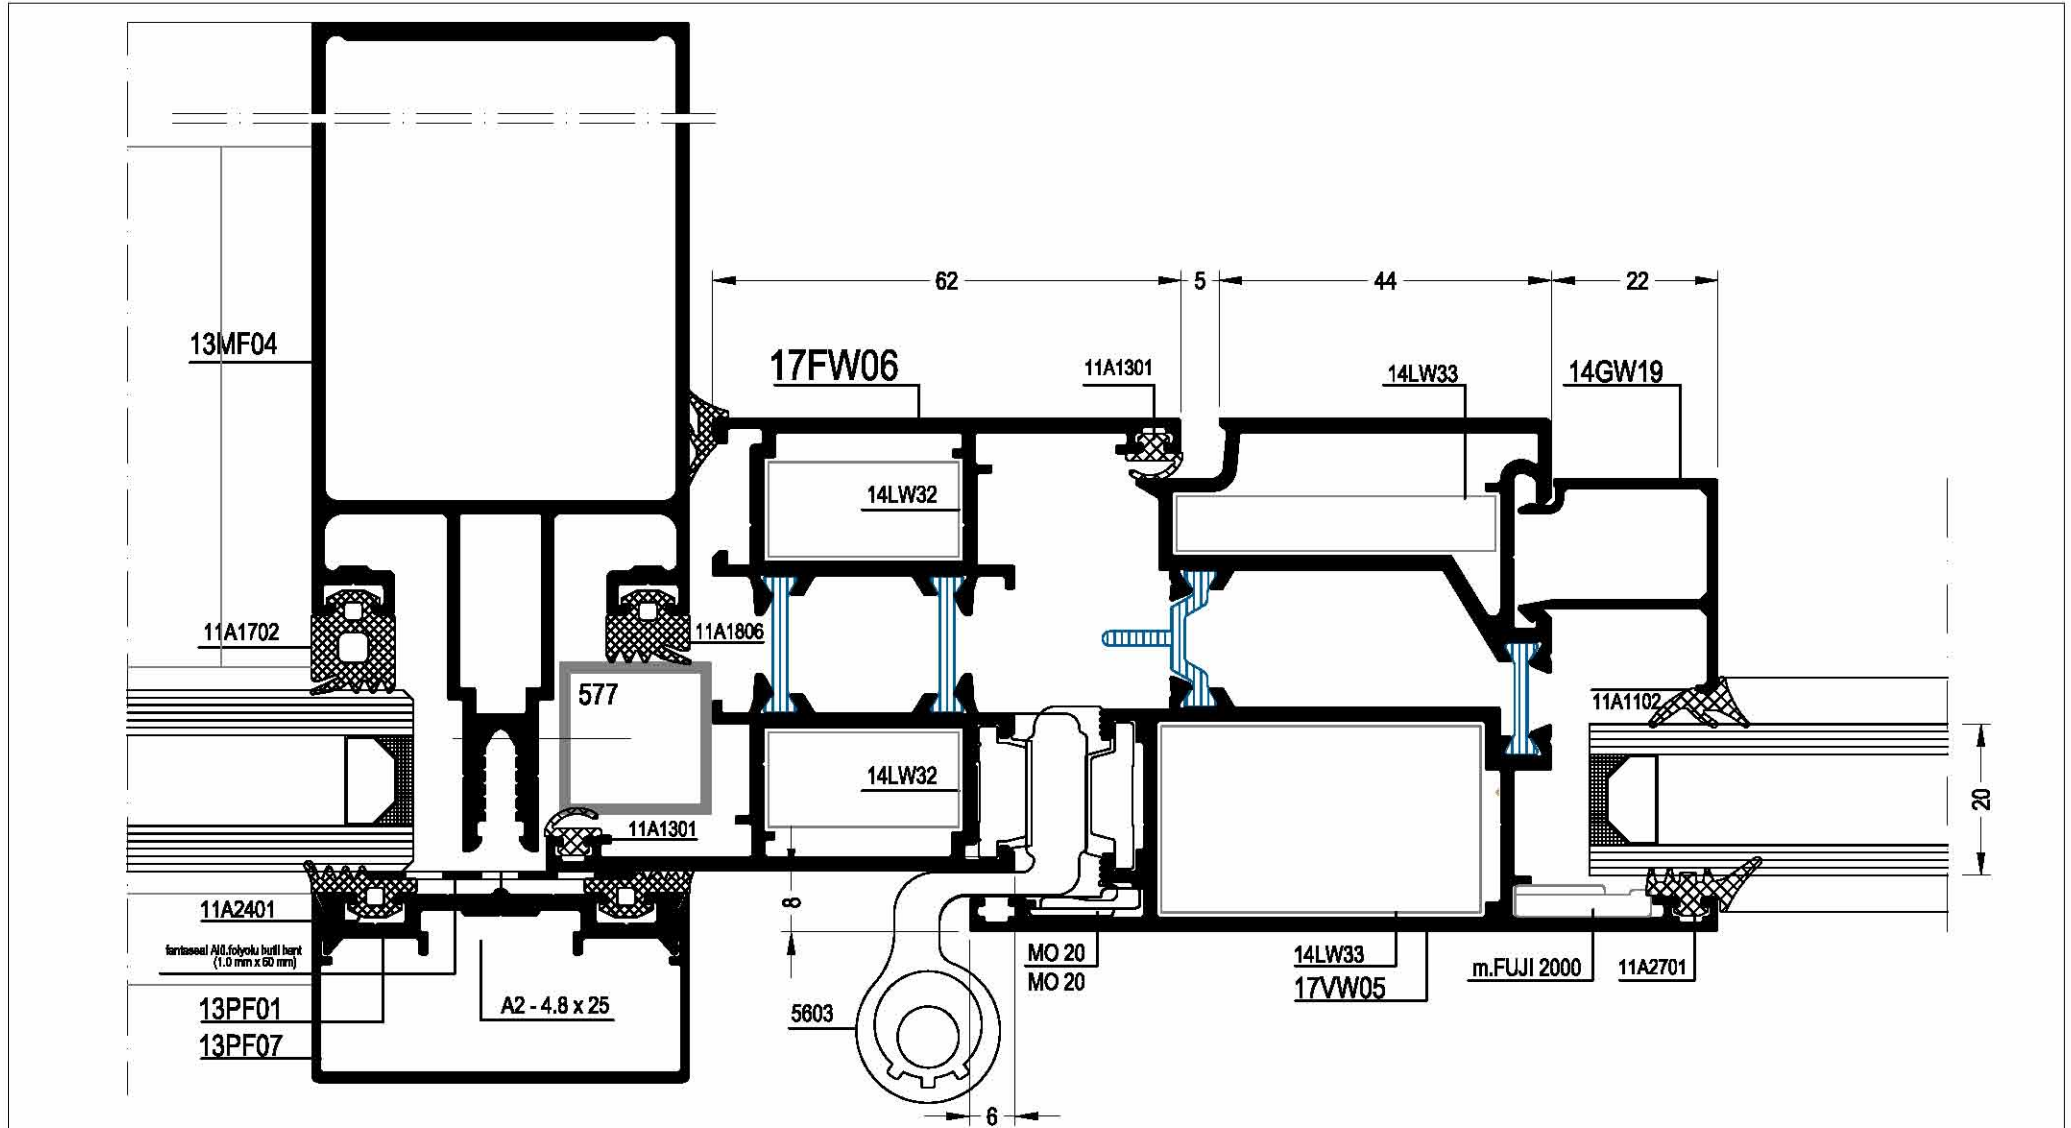 62
5
44
22
13MF04
17FW06
11A1301
14LW33
14GW19
14LW32
11A1702
11A1806
577
11A1102
14LW32
20
11A1301
8
11A2401
fantaseal Alü.folyolu butil bant
(1.0 mm x 60 mm)
MO 20
MO 20
14LW33
17VW05
m.FUJI 2000
11A2701
13PF01
A2 - 4.8 x 25
5603
13PF07
6